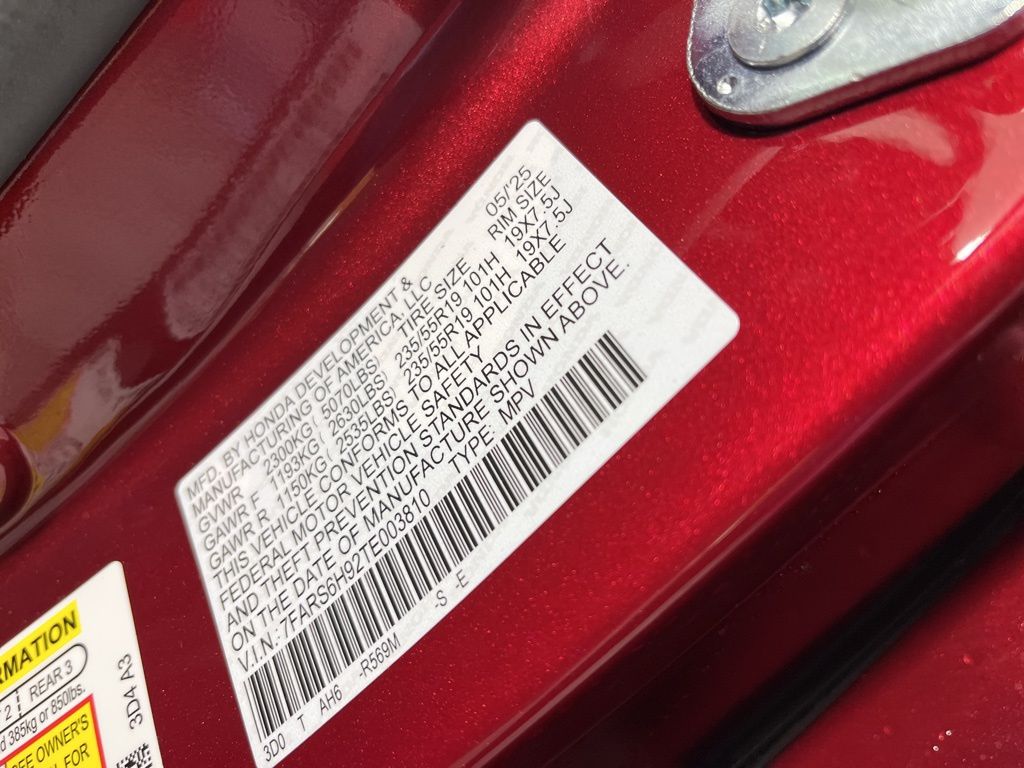 MFD. BY HONDA DEVELOPMENT &
MANUFACTURING OF AMERICA, LLC 05/'25
GVWR 2300KG 5070LBS TIRE SIZE RIM SIZE
GAWR F 1193KG 2630LBS 235/55R19 101H 19X7.5J
GAWR R 1150KG 2535LBS 235/55R19 101H 19X7.5J
THIS VEHICLE CONFORMS TO ALL APPLICABLE
FEDERAL MOTOR VEHICLE SAFETY
AND THEFT PREVENTION STANDARDS IN EFFECT
ON THE DATE OF MANUFACTURE SHOWN ABOVE.
V.I.N.: 7FARS6H92TE003810 TYPE: MPV
3D0 T AH6 -R569M -S -E
REAR 3
2
385kg or 850lbs.
OWNER'S
FOR
3D4A3